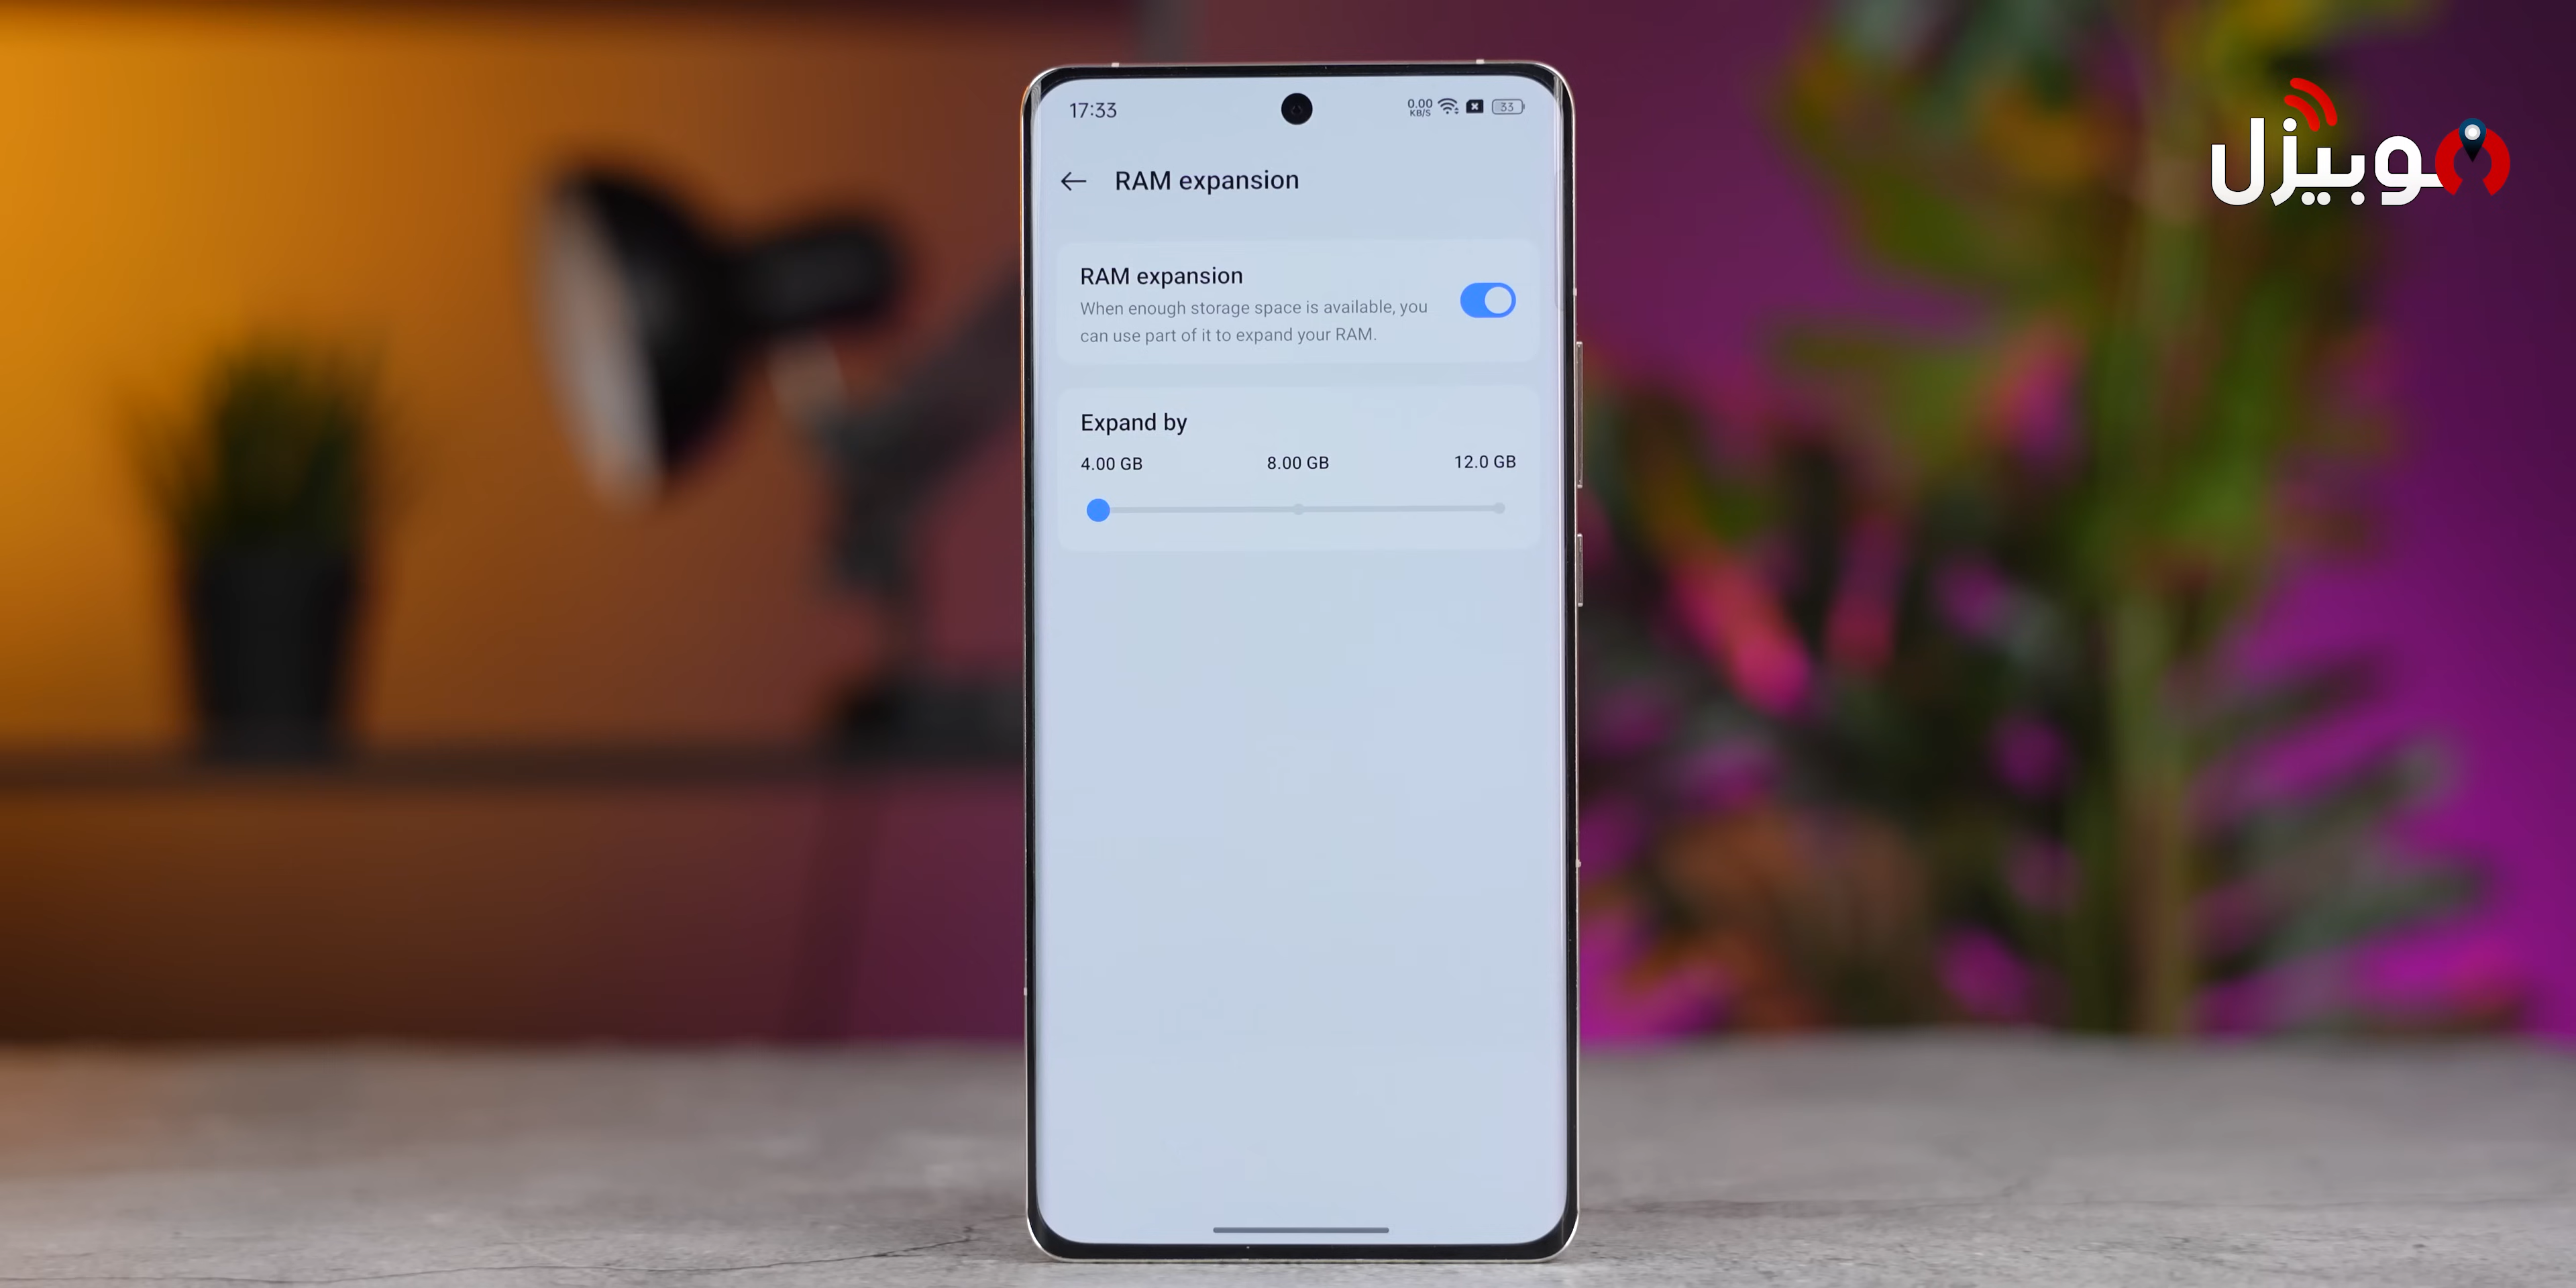 17:33
0.00
KB/S
33
موبيزل
RAM expansion
RAM expansion
When enough storage space is available, you
can use part of it to expand your RAM.
Expand by
4.00 GB 8.00 GB 12.0 GB